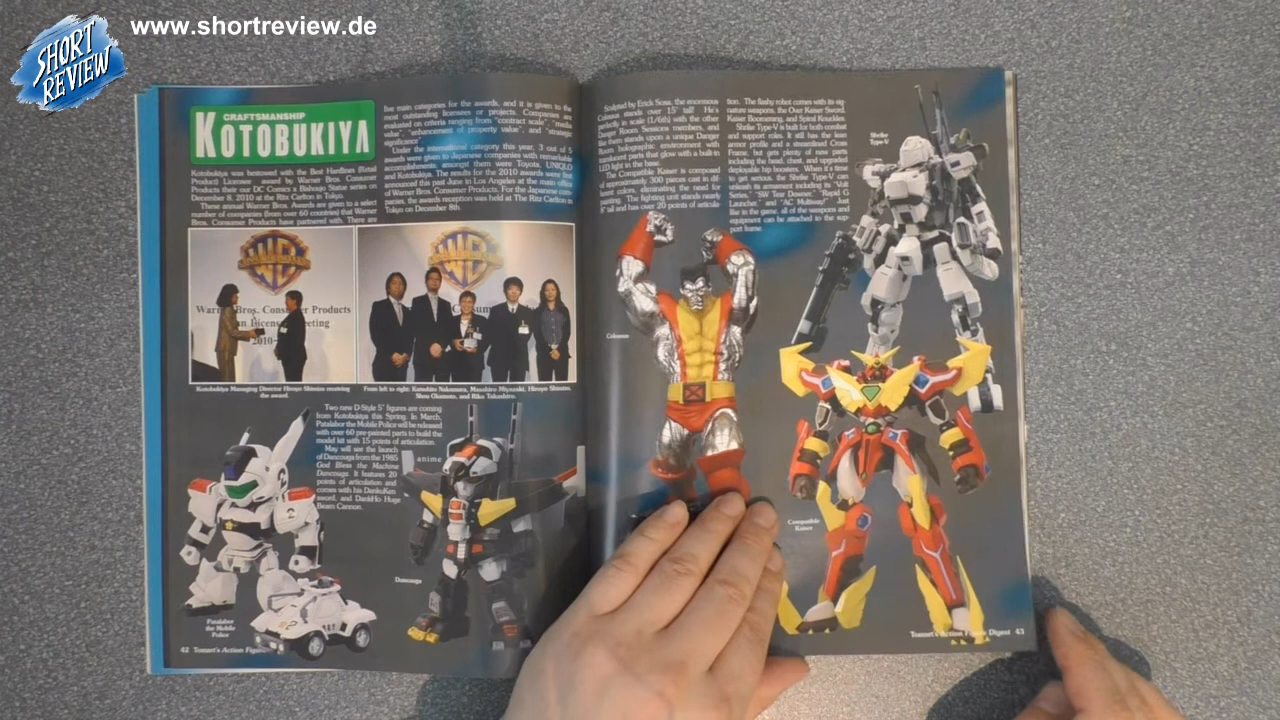 www.shortreview.de
SHORT
REVIEW
CRAFTSMANSHIP
KOTOBUKIYA
Kotobukiya was bestowed with the Best Hardlines (Retail
Product) Licensee award by Warner Bros. Consumer
Products their our DC Comics x Bishoujo Statue series on
December 8, 2010 at the Ritz Carlton in Tokyo.
These annual Warner Bros. Awards are given to a select
number of companies (from over 60 countries) that Warner
Bros. Consumer Products have partnered with. There are
five main categories for the awards, and it is given to the
most outstanding licensees or projects. Companies are
evaluated on criteria ranging from "contract scale", "media
value", "enhancement of property value", and "strategic
significance".
Under the international category this year, 3 out of 5
awards were given to Japanese companies with remarkable
accomplishments, amongst them were Toyota, UNIQLO
and Kotobukiya. The results for the 2010 awards were first
announced this past June in Los Angeles at the main office
of Warner Bros. Consumer Products. For the Japanese com-
panies, the awards reception was held at The Ritz Carlton in
Tokyo on December 8th.
Warner Bros. Consumer Products
Meeting
2010
Kotobukiya Managing Director Hiroyo Shimizu receiving
the award.
From left to right: Katsuhiko Nakamura, Masahiro Miyazaki, Hiroyo Shimizu,
Shou Okamoto, and Riko Takashiro.
Two new D-Style 5" figures are coming
from Kotobukiya this Spring. In March,
Patalabor the Mobile Police will be released
with over 60 pre-painted parts to build the
model kit with 15 points of articulation.
May will see the launch
of Dancouga from the 1985
anime
God Bless the Machine
Dancouga. It features 20
points of articulation and
comes with his DankuKen
sword, and DankHo Huge
Beam Cannon.
Dancouga
Patalabor
the Mobile
Police
42 Tomart's Action Figure
Sculpted by Erick Sosa, the enormous
Colossus stands over 15" tall! He's
perfectly in scale (1/6th) with the other
Danger Room Sessions members, and
like them stands upon a unique Danger
Room holographic environment with
translucent parts that glow with a built-in
LED light in the base.
The Compatible Kaiser is composed
of approximately 300 pieces cast in dif-
ferent colors, eliminating the need for
painting. The fighting unit stands nearly
8" tall and has over 20 points of articula-
tion. The flashy robot comes with its sig-
nature weapons, the Over Kaiser Sword,
Kaiser Boomerang, and Spiral Knuckles.
Shrike Type-V is built for both combat
and support roles. It still has the lean
armor profile and a streamlined Cross
Frame, but gets plenty of new parts
including the head, chest, and upgraded
deployable hip boosters. When it's time
to get serious, the Shrike Type-V can
unleash its armament including its "Volt
Series," "SW Tear Downer," "Rapid G
Launcher," and "AC Multiway!" Just
like in the game, all of the weapons and
equipment can be attached to the sup-
port frame.
Shrike
Type-V
Colossus
Compatible
Kaiser
Tomart's Action Figure Digest 43